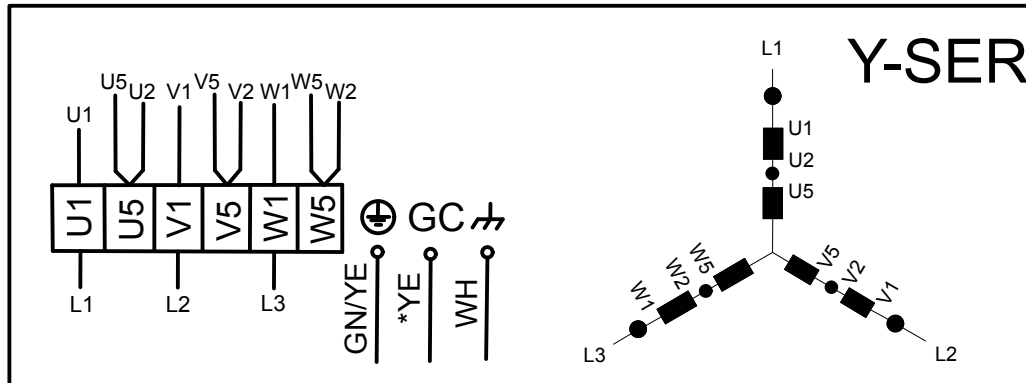 Y-SER
U1 U5 U2 V1 V5 V2 W1 W5 W2
U1 U5 V1 V5 W1 W5
GC
L1 L2 L3
GN/YE *YE WH
L1
U1
U2
U5
W1 W2 W5
V5 V2 V1
L3 L2